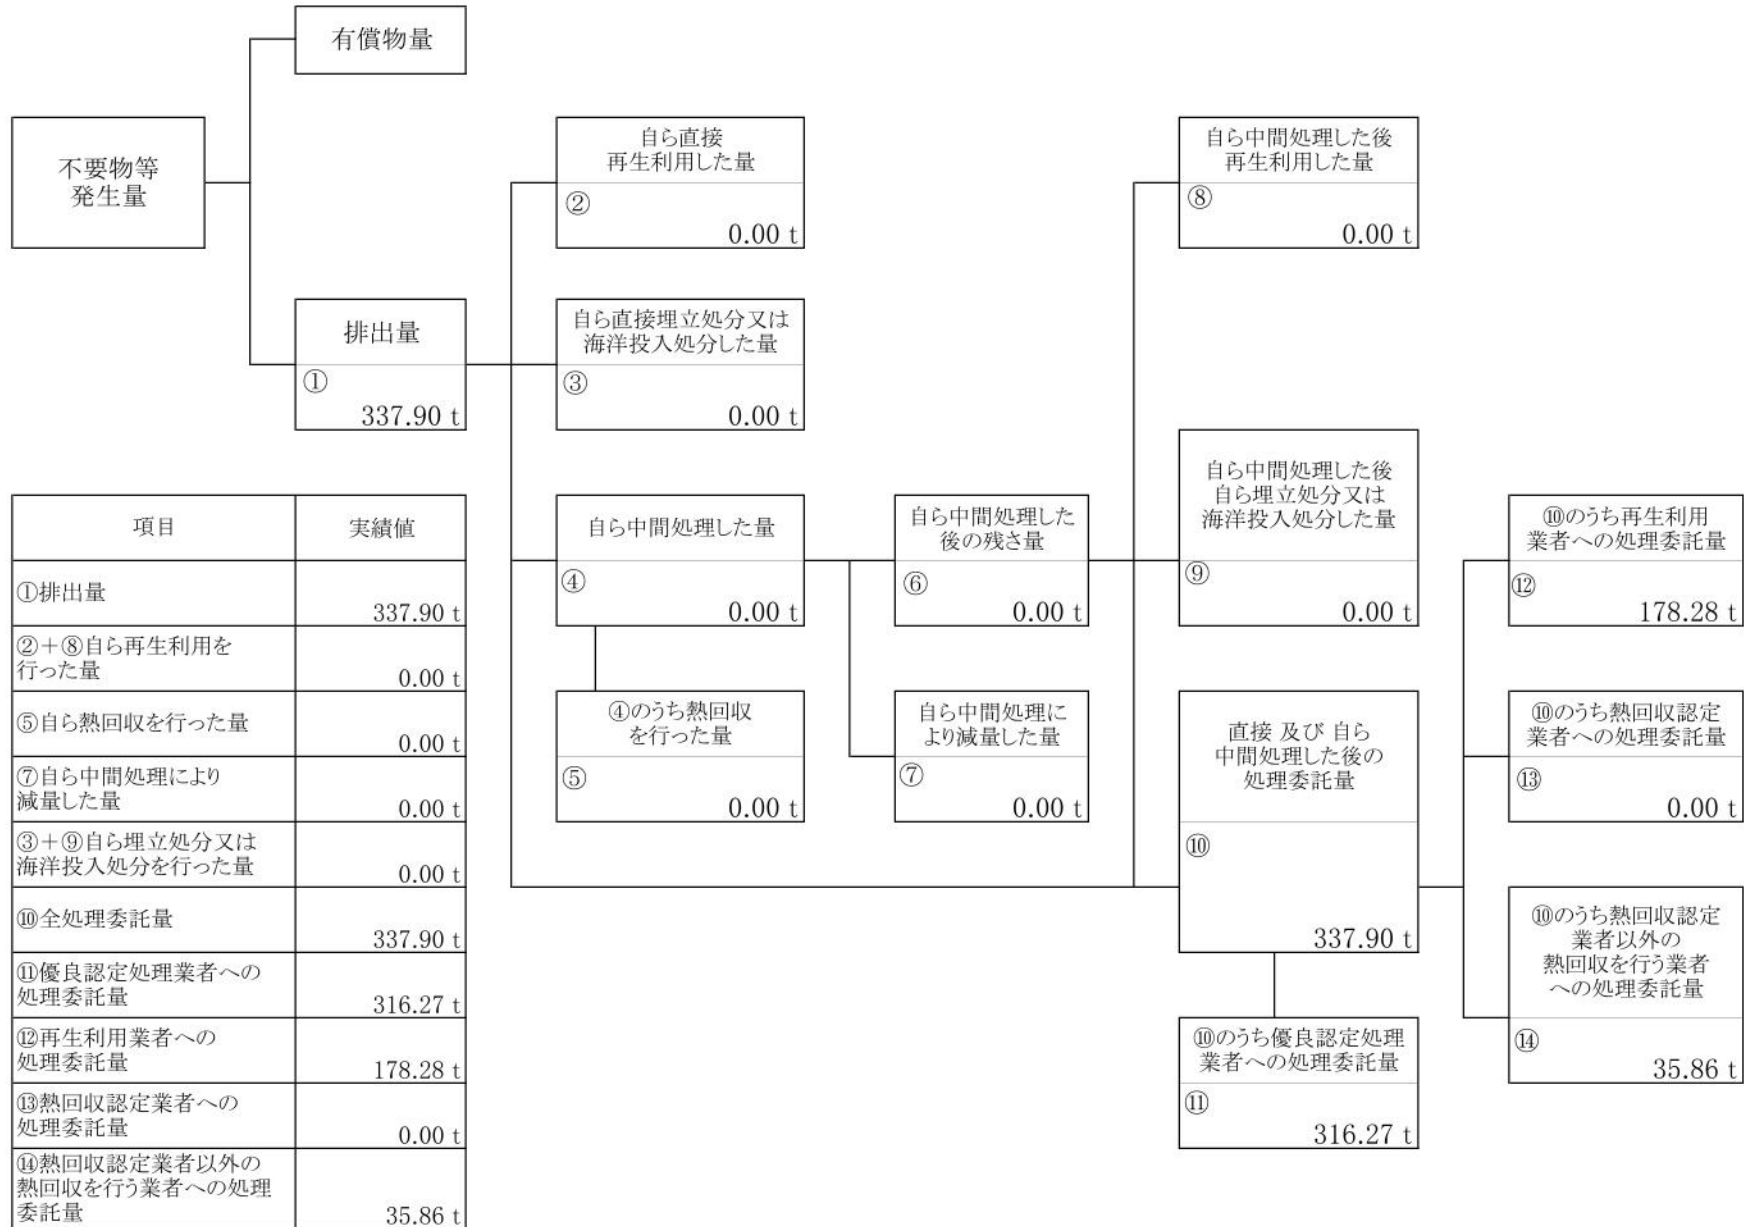 有償物量
不要物等
発生量
排出量
①
337.90 t
自ら直接
再生利用した量
②
0.00 t
自ら直接埋立処分又は
海洋投入処分した量
③
0.00 t
自ら中間処理した量
④
0.00 t
④のうち熱回収
を行った量
⑤
0.00 t
自ら中間処理した
後の残さ量
⑥
0.00 t
自ら中間処理に
より減量した量
⑦
0.00 t
自ら中間処理した後
再生利用した量
⑧
0.00 t
自ら中間処理した後
自ら埋立処分又は
海洋投入処分した量
⑨
0.00 t
直接 及び 自ら
中間処理した後の
処理委託量
⑩
337.90 t
⑩のうち優良認定処理
業者への処理委託量
⑪
316.27 t
⑩のうち再生利用
業者への処理委託量
⑫
178.28 t
⑩のうち熱回収認定
業者への処理委託量
⑬
0.00 t
⑩のうち熱回収認定
業者以外の
熱回収を行う業者
への処理委託量
⑭
35.86 t
項目 実績値
①排出量
337.90 t
②＋⑧自ら再生利用を
行った量
0.00 t
⑤自ら熱回収を行った量
0.00 t
⑦自ら中間処理により
減量した量
0.00 t
③＋⑨自ら埋立処分又は
海洋投入処分を行った量
0.00 t
⑩全処理委託量
337.90 t
⑪優良認定処理業者への
処理委託量
316.27 t
⑫再生利用業者への
処理委託量
178.28 t
⑬熱回収認定業者への
処理委託量
0.00 t
⑭熱回収認定業者以外の
熱回収を行う業者への処理
委託量
35.86 t